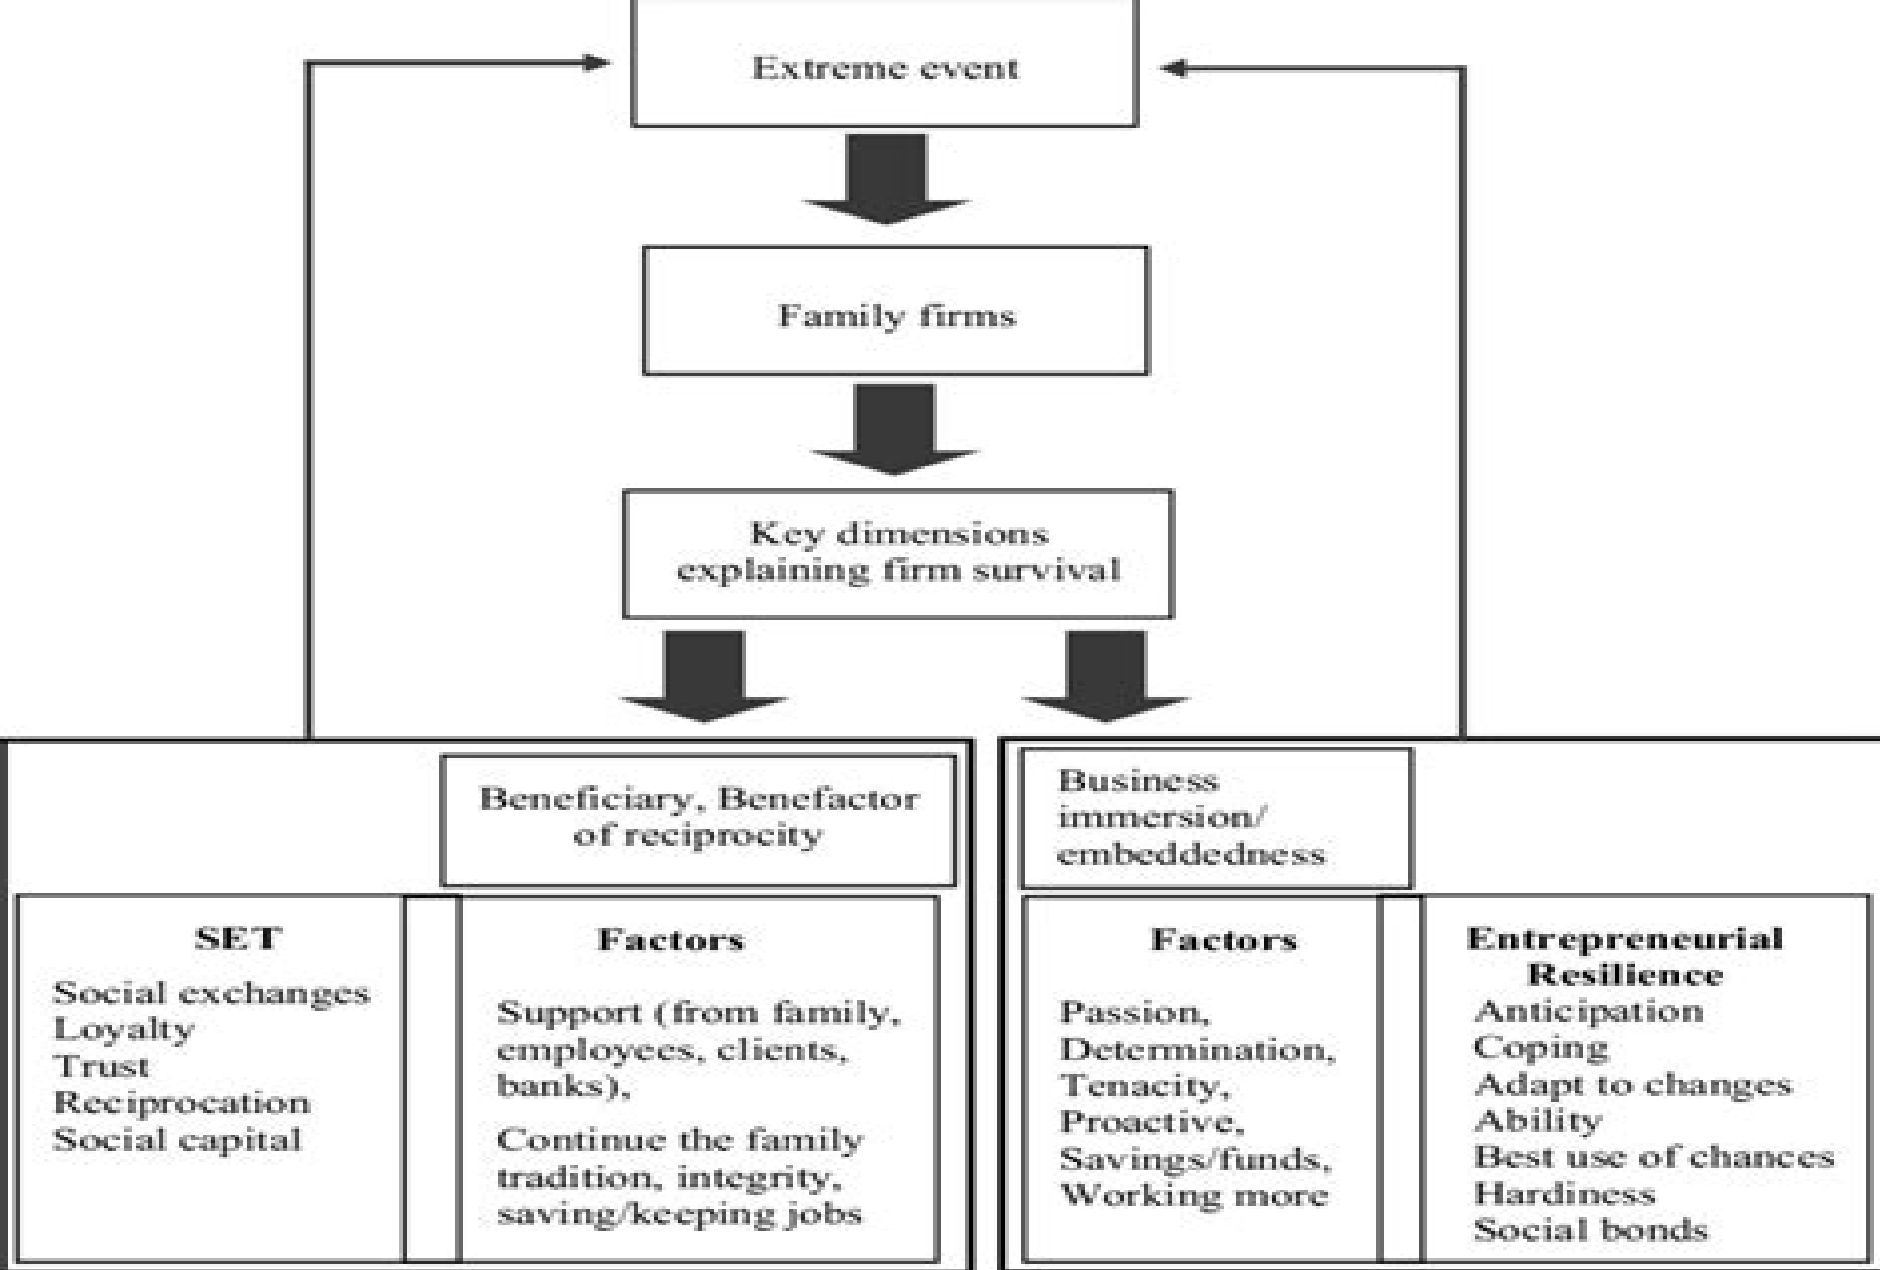 Extreme event
Family firms
Key dimensions
explaining firm survival
Beneficiary, Benefactor
of reciprocity
SET
Social exchanges
Loyalty
Trust
Reciprocation
Social capital
Factors
Support (from family,
employees, clients,
banks),
Continue the family
tradition, integrity,
saving/keeping jobs
Business
immersion/
embeddedness
Factors
Passion,
Determination,
Tenacity,
Proactive,
Savings/funds,
Working more
Entrepreneurial
Resilience
Anticipation
Coping
Adapt to changes
Ability
Best use of chances
Hardiness
Social bonds